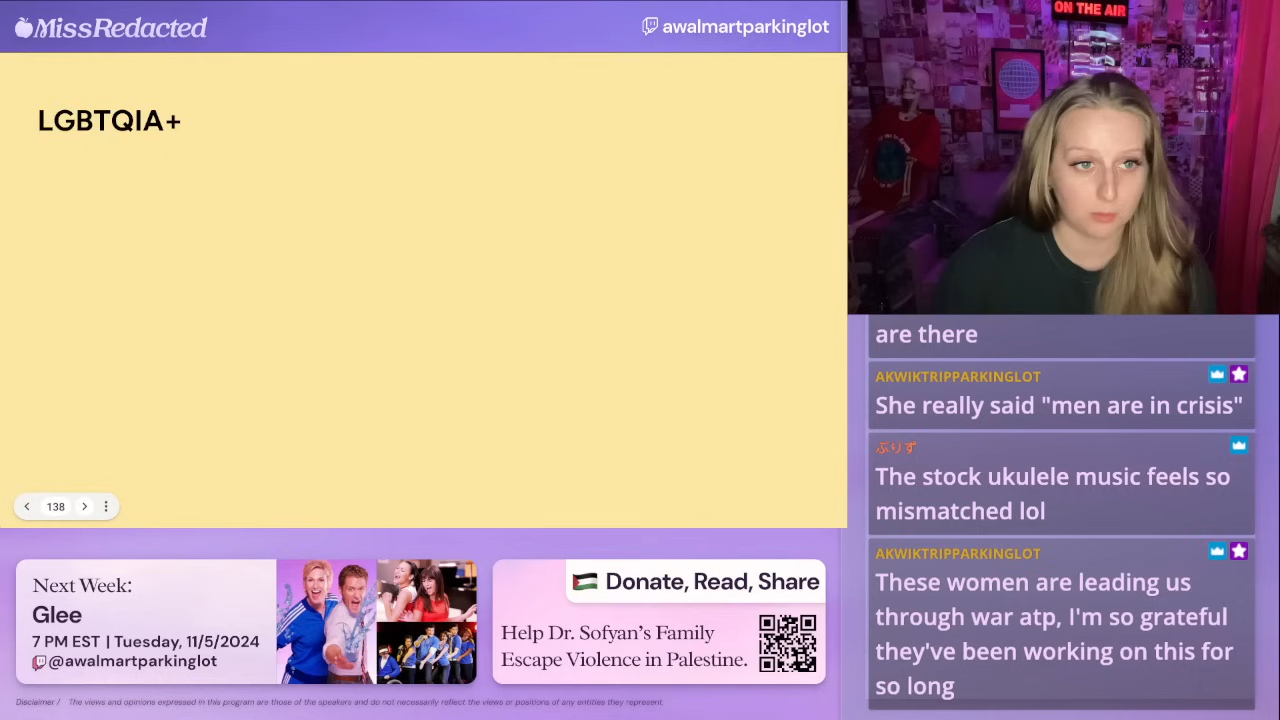 MissRedacted
awalmartparkinglot
ON THE AIR
LGBTQIA+
138
are there
AKWIKTRIPPARKINGLOT
She really said "men are in crisis"
ぶりず
The stock ukulele music feels so
mismatched lol
AKWIKTRIPPARKINGLOT
These women are leading us
through war atp, I'm so grateful
they've been working on this for
so long
Next Week:
Glee
7 PM EST | Tuesday, 11/5/2024
@awalmartparkinglot
Donate, Read, Share
Help Dr. Sofyan's Family
Escape Violence in Palestine.
Disclaimer / The views and opinions expressed in this program are those of the speakers and do not necessarily reflect the views or positions of any entities they represent.